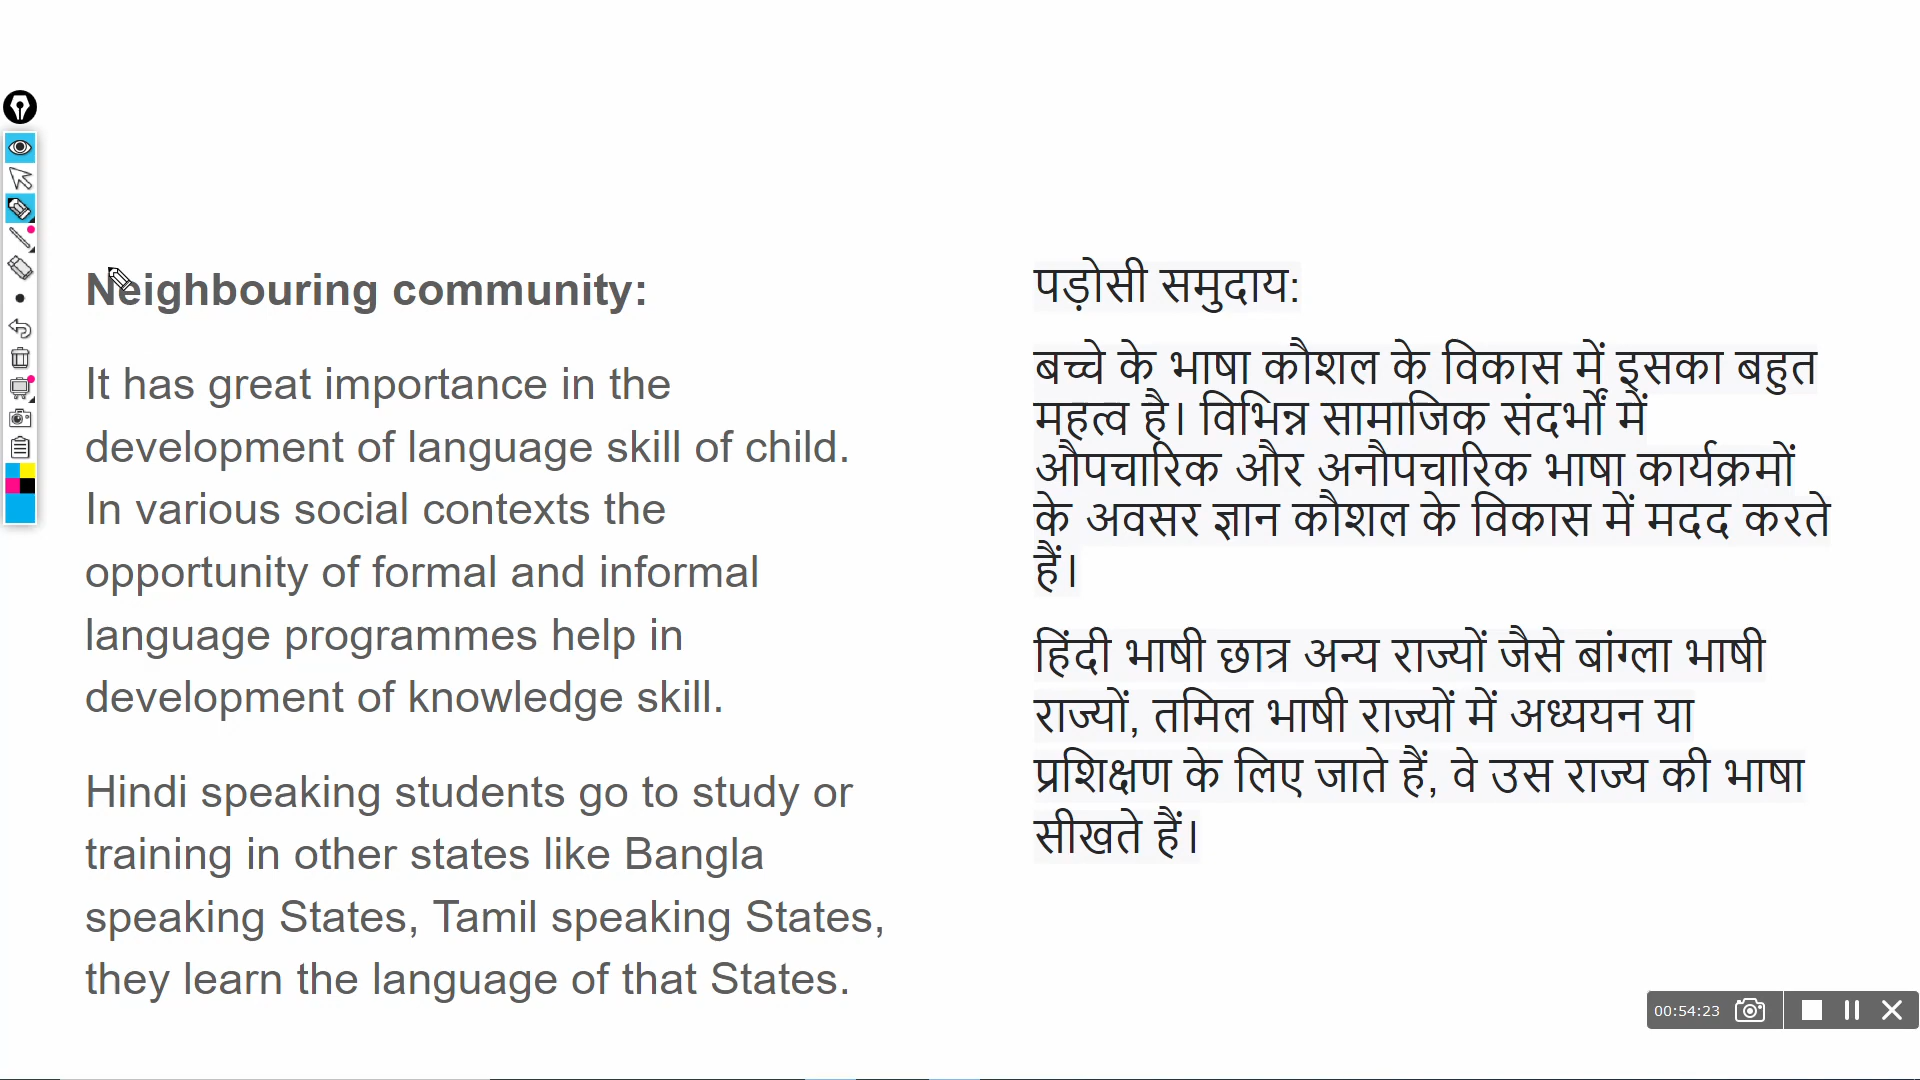 Neighbouring community:
It has great importance in the
development of language skill of child.
In various social contexts the
opportunity of formal and informal
language programmes help in
development of knowledge skill.
Hindi speaking students go to study or
training in other states like Bangla
speaking States, Tamil speaking States,
they learn the language of that States.
पड़ोसी समुदाय:
बच्चे के भाषा कौशल के विकास में इसका बहुत
महत्व है। विभिन्न सामाजिक संदर्भों में
औपचारिक और अनौपचारिक भाषा कार्यक्रमों
के अवसर ज्ञान कौशल के विकास में मदद करते
हैं।
हिंदी भाषी छात्र अन्य राज्यों जैसे बांग्ला भाषी
राज्यों, तमिल भाषी राज्यों में अध्ययन या
प्रशिक्षण के लिए जाते हैं, वे उस राज्य की भाषा
सीखते हैं।
00:54:23